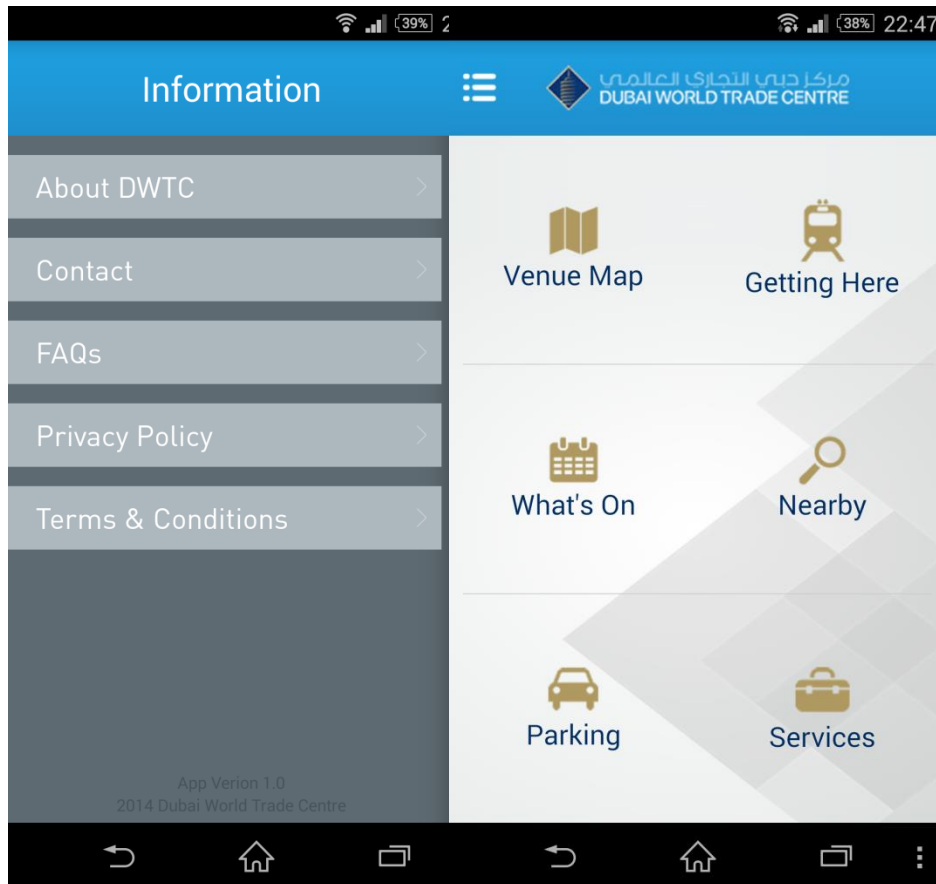 39%
Information
About DWTC
Contact
FAQs
Privacy Policy
Terms & Conditions
App Verion 1.0
2014 Dubai World Trade Centre
38% 22:47
مركز دبي التجاري العالمي
DUBAI WORLD TRADE CENTRE
Venue Map
Getting Here
What's On
Nearby
Parking
Services